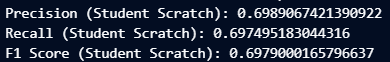 Precision (Student Scratch): 0.6989067421390922
Recall (Student Scratch): 0.697495183044316
F1 Score (Student Scratch): 0.6979000165796637